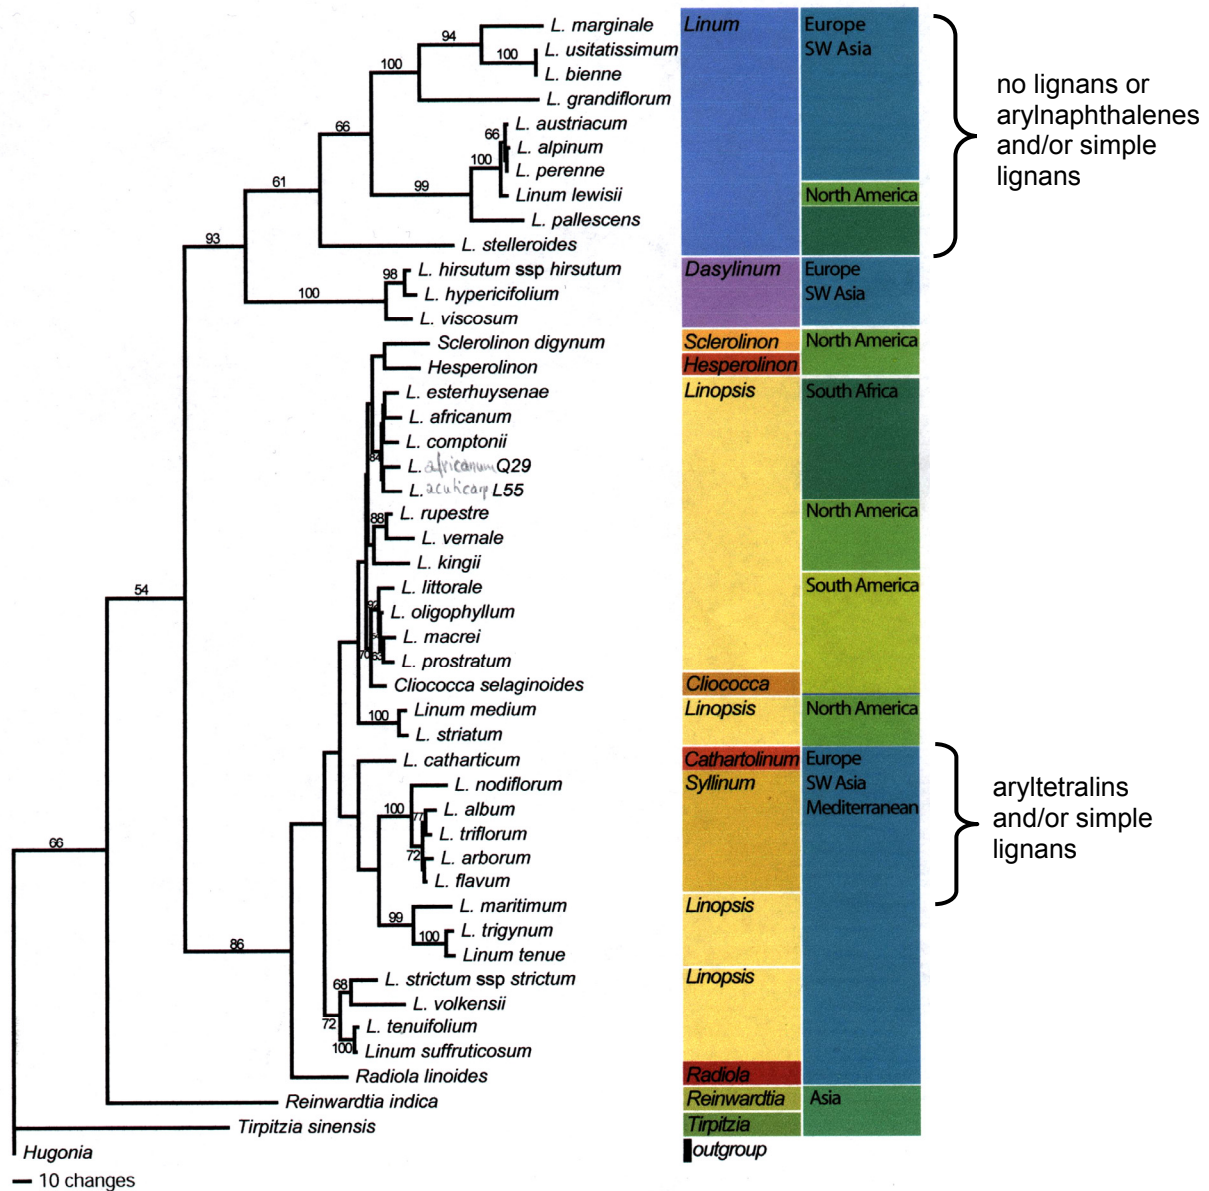 94
L. marginale
100
L. usitatissimum
L. bienne
100
L. grandiflorum
66
66
L. austriacum
L. alpinum
100
L. perenne
99
Linum lewisii
61
L. pallescens
93
L. stelleroides
98
L. hirsutum ssp hirsutum
100
L. hypericifolium
L. viscosum
Sclerolinon digynum
Hesperolinon
L. esterhuysenae
L. africanum
L. comptonii
L. africanum Q29
L. L55
88
L. rupestre
L. vernale
L. kingii
L. littorale
92
L. oligophyllum
L. macrei
70
63
L. prostratum
Cliococca selaginoides
100
Linum medium
L. striatum
L. catharticum
L. nodiflorum
100
77
L. album
L. triflorum
72
L. arborum
L. flavum
99
L. maritimum
100
L. trigynum
Linum tenue
68
L. strictum ssp strictum
L. volkensii
72
L. tenuifolium
100
Linum suffruticosum
Radiola linoides
54
86
66
Reinwardtia indica
Tirpitzia sinensis
Hugonia
10 changes
Linum
Dasylinum
Sclerolinon
Hesperolinon
Linopsis
Cliococca
Linopsis
Cathartolinum
Syllinum
Linopsis
Linopsis
Radiola
Reinwardtia
Tirpitzia
outgroup
Europe
SW Asia
North America
Europe
SW Asia
North America
South Africa
North America
South America
North America
Europe
SW Asia
Mediterranean
Asia
no lignans or
arylnaphthalenes
and/or simple
lignans
aryltetralins
and/or simple
lignans